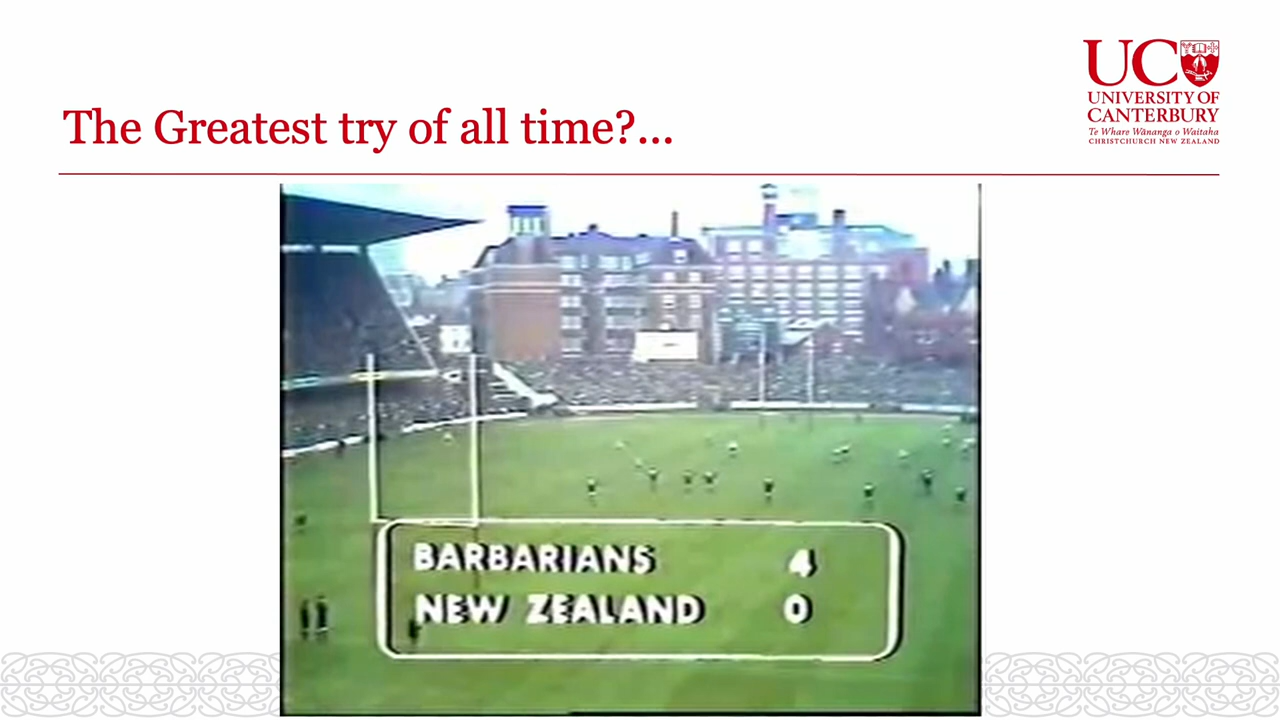 The Greatest try of all time?...
UC
UNIVERSITY OF
CANTERBURY
Te Whare Wānanga o Waitaha
CHRISTCHURCH NEW ZEALAND
BARBARIANS 4
NEW ZEALAND 0